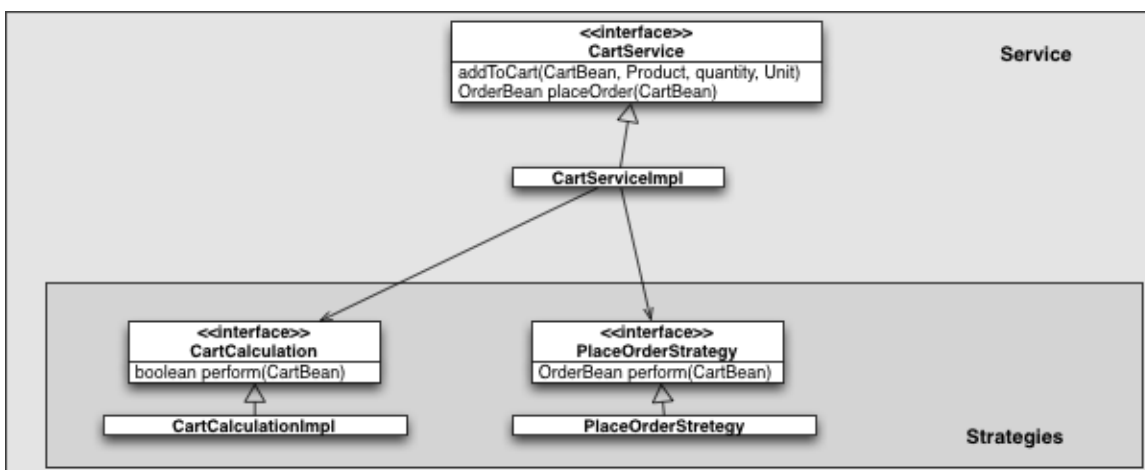 <<interface>>
CartService
Service
addToCart(CartBean, Product, quantity, Unit)
OrderBean placeOrder(CartBean)
CartServiceImpl
<<interface>>
CartCalculation
boolean perform(CartBean)
CartCalculationImpl
<<interface>>
PlaceOrderStrategy
OrderBean perform(CartBean)
PlaceOrderStretegy
Strategies